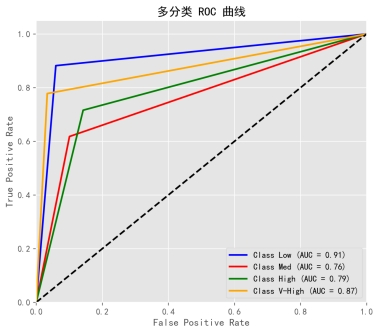 多分类 ROC 曲线
True Positive Rate
1.0
0.8
0.6
0.4
0.2
0.0
0.0 0.2 0.4 0.6 0.8 1.0
False Positive Rate
Class Low (AUC = 0.91)
Class Med (AUC = 0.76)
Class High (AUC = 0.79)
Class V-High (AUC = 0.87)